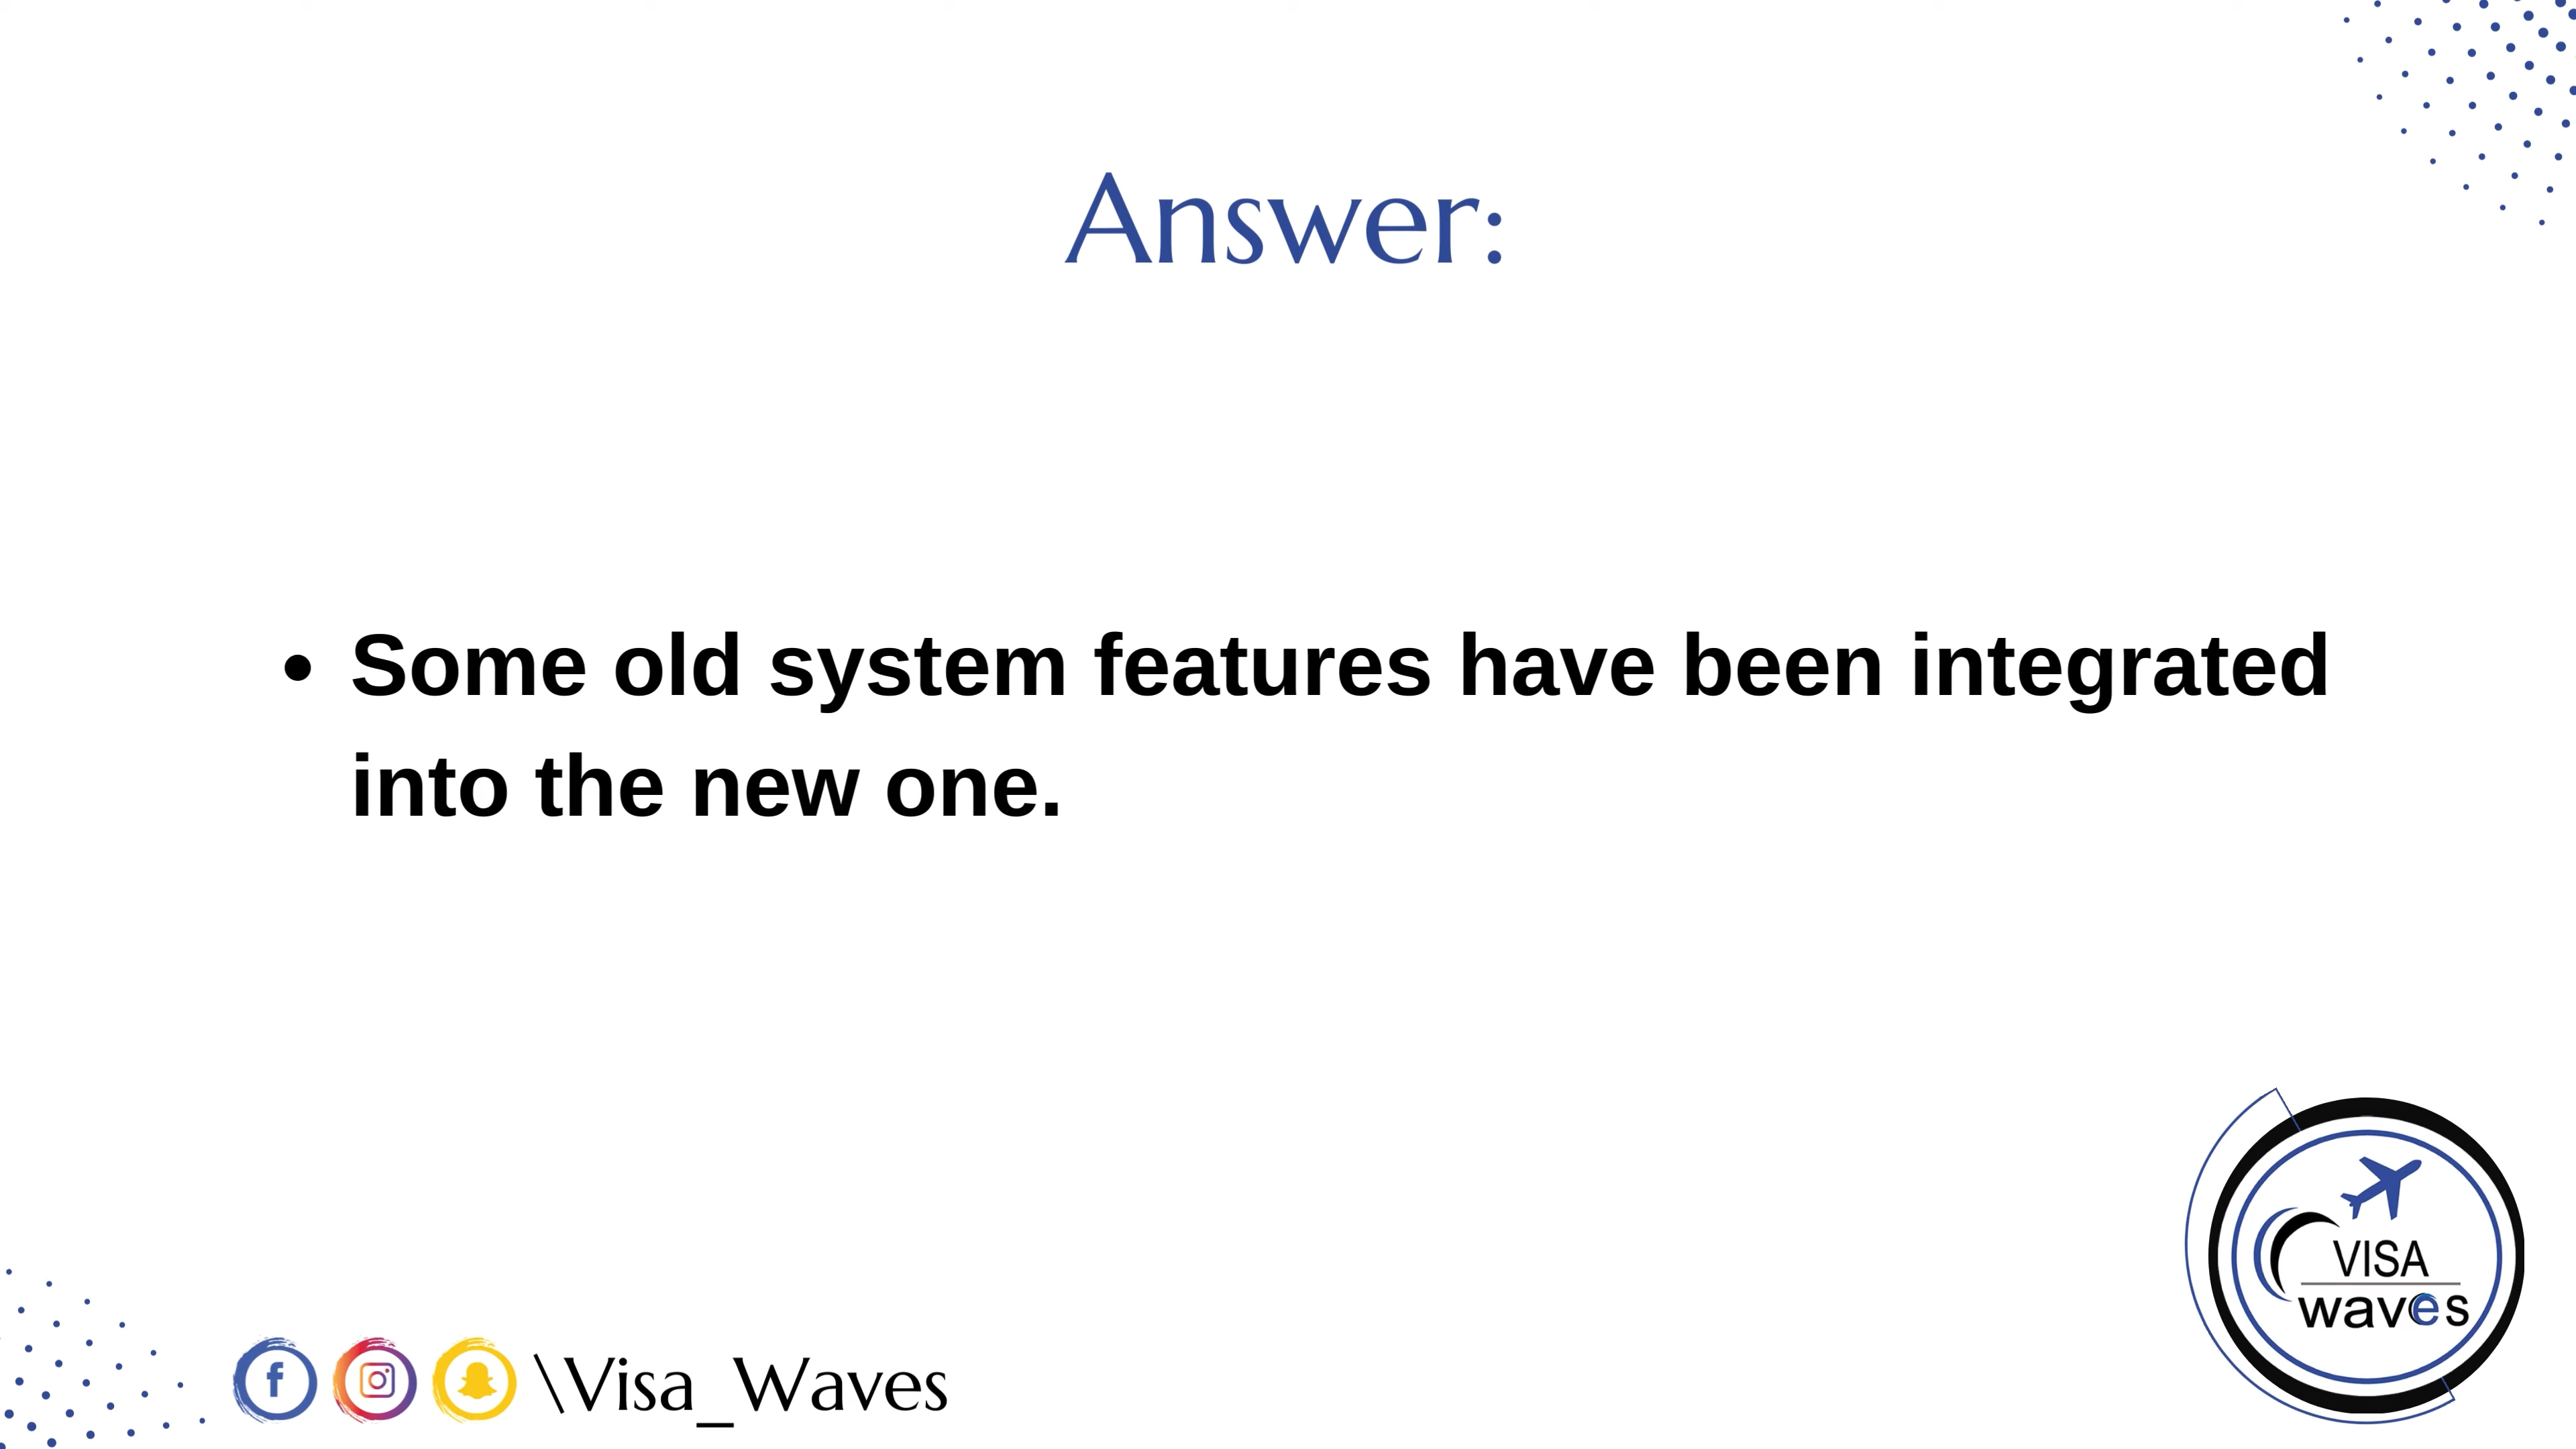 Answer:
• Some old system features have been integrated
into the new one.
VISA
waves
\Visa_Waves